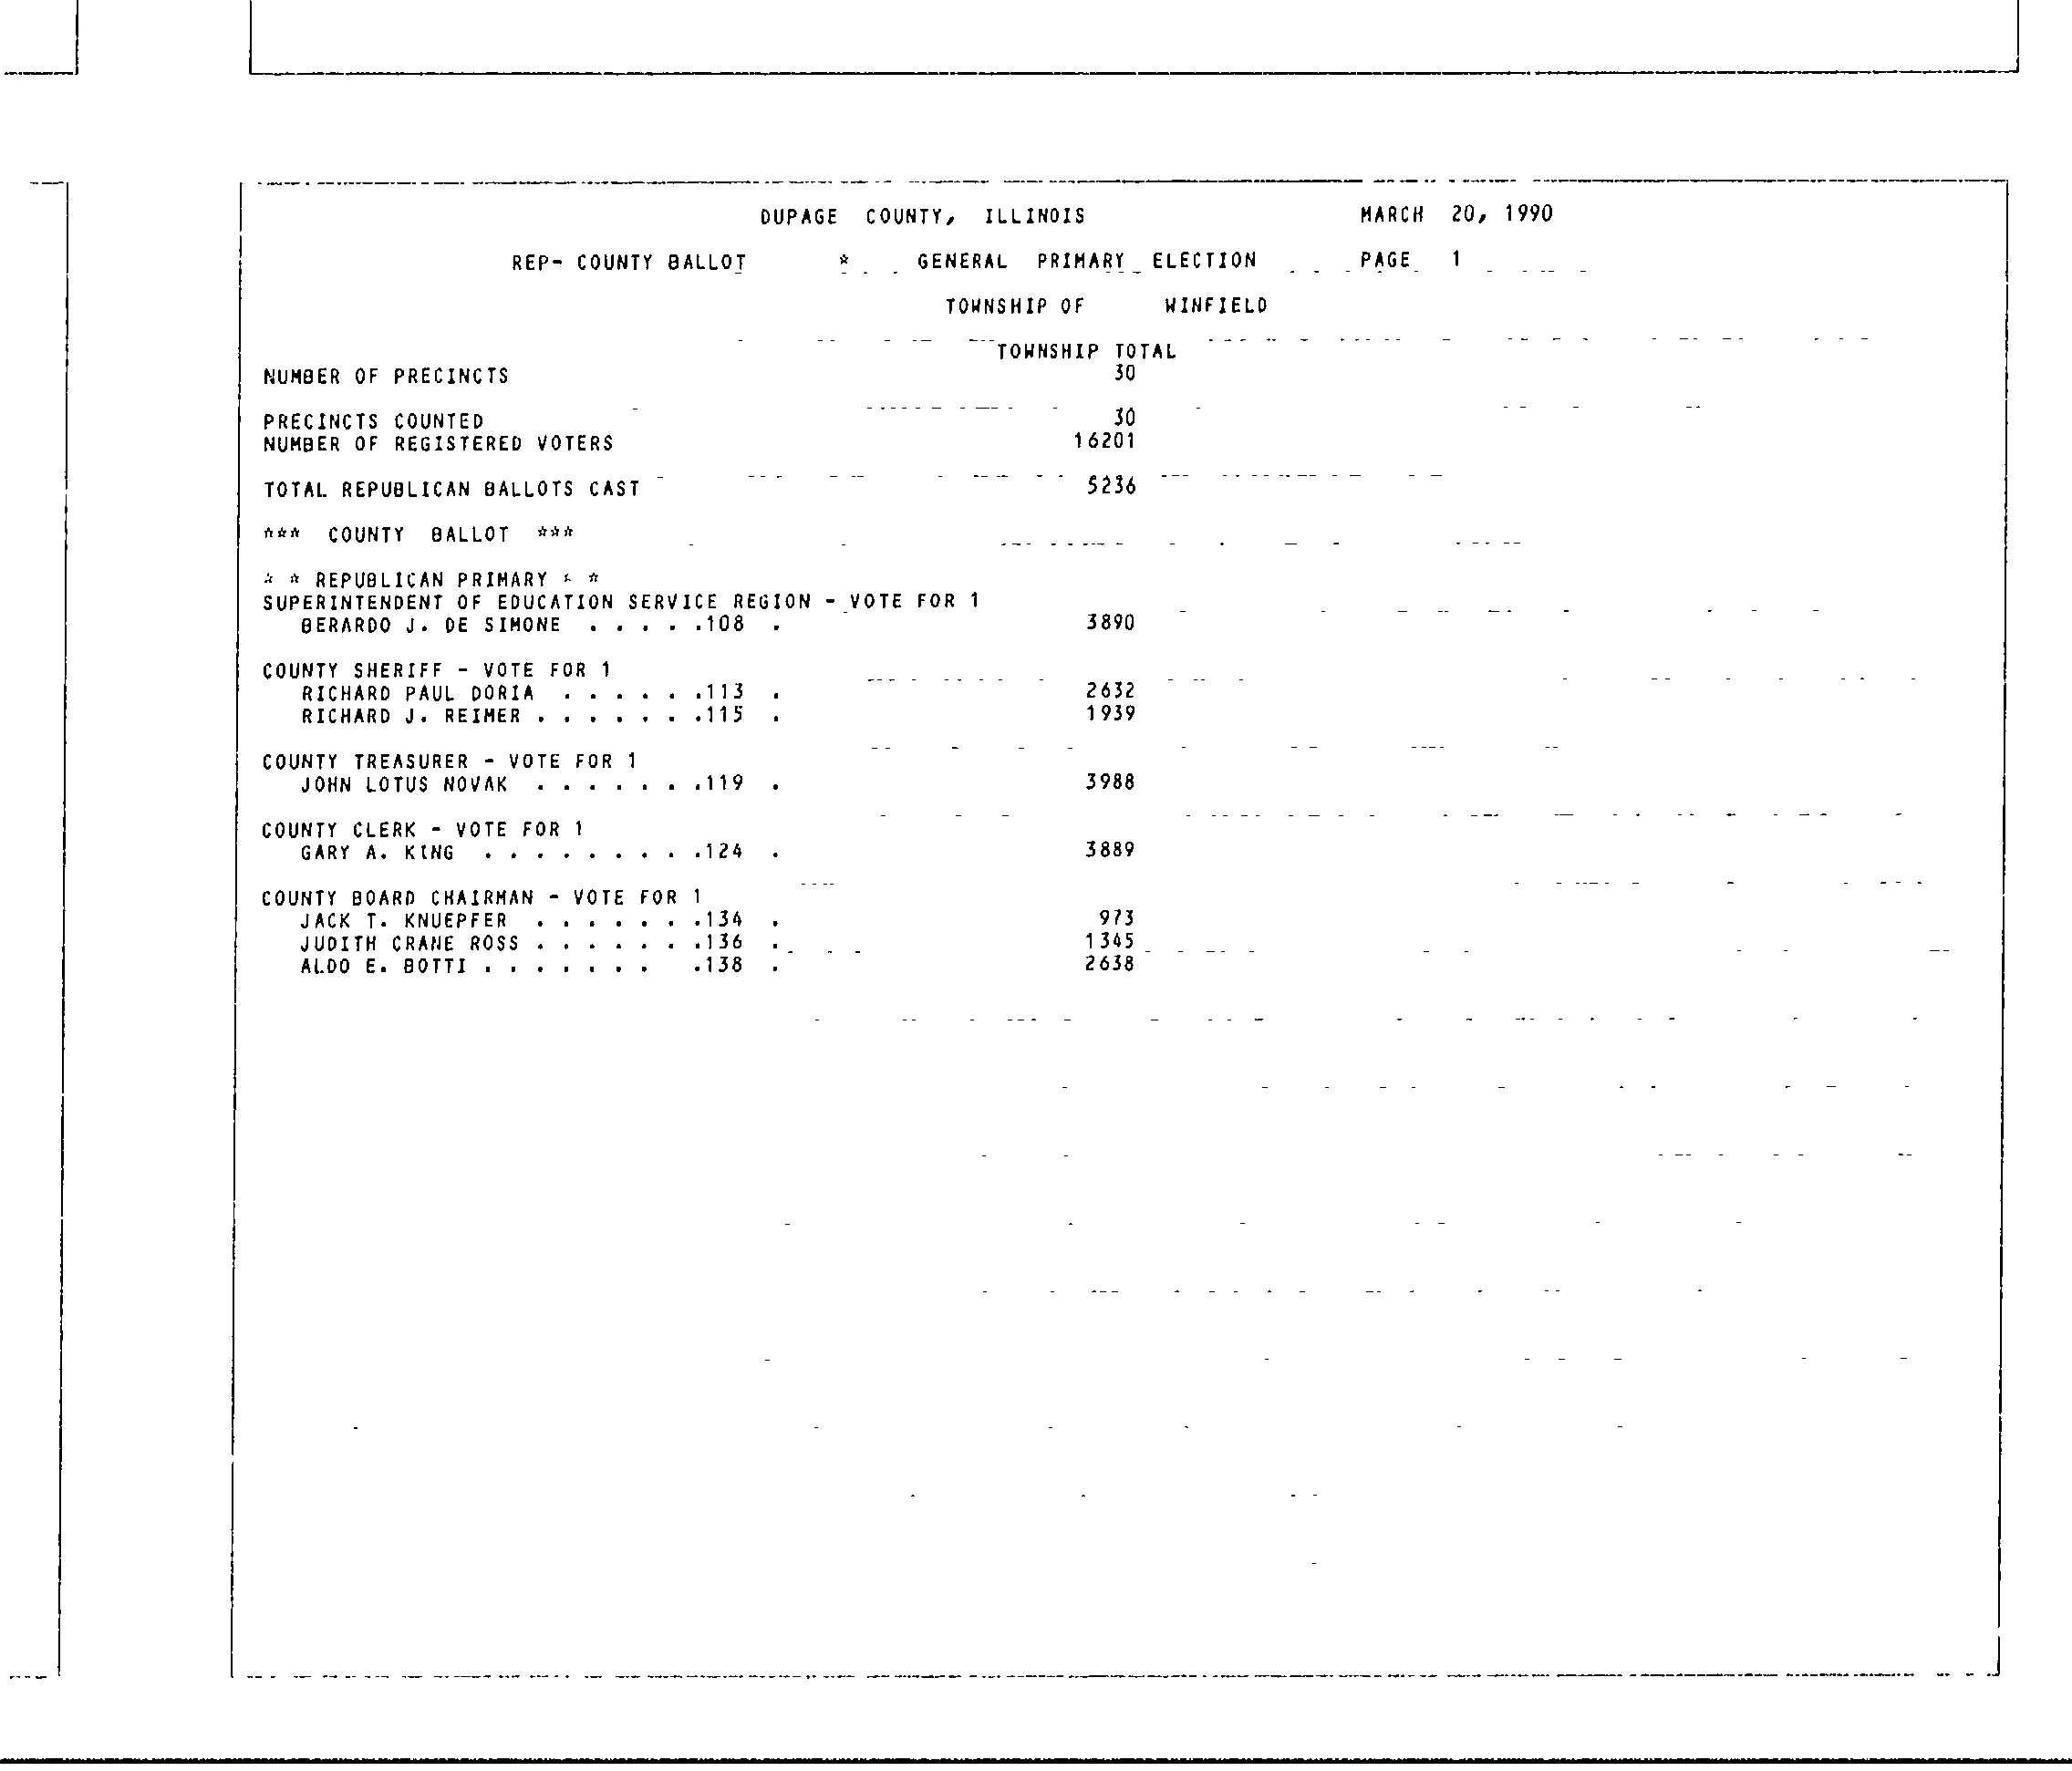 DUPAGE COUNTY, ILLINOIS MARCH 20, 1990
REP- COUNTY BALLOT * GENERAL PRIMARY ELECTION PAGE 1
TOWNSHIP OF WINFIELD
TOWNSHIP TOTAL
NUMBER OF PRECINCTS 30
PRECINCTS COUNTED 30
NUMBER OF REGISTERED VOTERS 16201
TOTAL REPUBLICAN BALLOTS CAST 5236
*** COUNTY BALLOT ***
* * REPUBLICAN PRIMARY * *
SUPERINTENDENT OF EDUCATION SERVICE REGION - VOTE FOR 1
BERARDO J. DE SIMONE . . . . .108 . 3890
COUNTY SHERIFF - VOTE FOR 1
RICHARD PAUL DORIA . . . . . .113 . 2632
RICHARD J. REIMER . . . . . . .115 . 1939
COUNTY TREASURER - VOTE FOR 1
JOHN LOTUS NOVAK . . . . . . .119 . 3988
COUNTY CLERK - VOTE FOR 1
GARY A. KING . . . . . . . . .124 . 3889
COUNTY BOARD CHAIRMAN - VOTE FOR 1
JACK T. KNUEPFER . . . . . . .134 . 973
JUDITH CRANE ROSS . . . . . . .136 . 1345
ALDO E. BOTTI . . . . . . . .138 . 2638